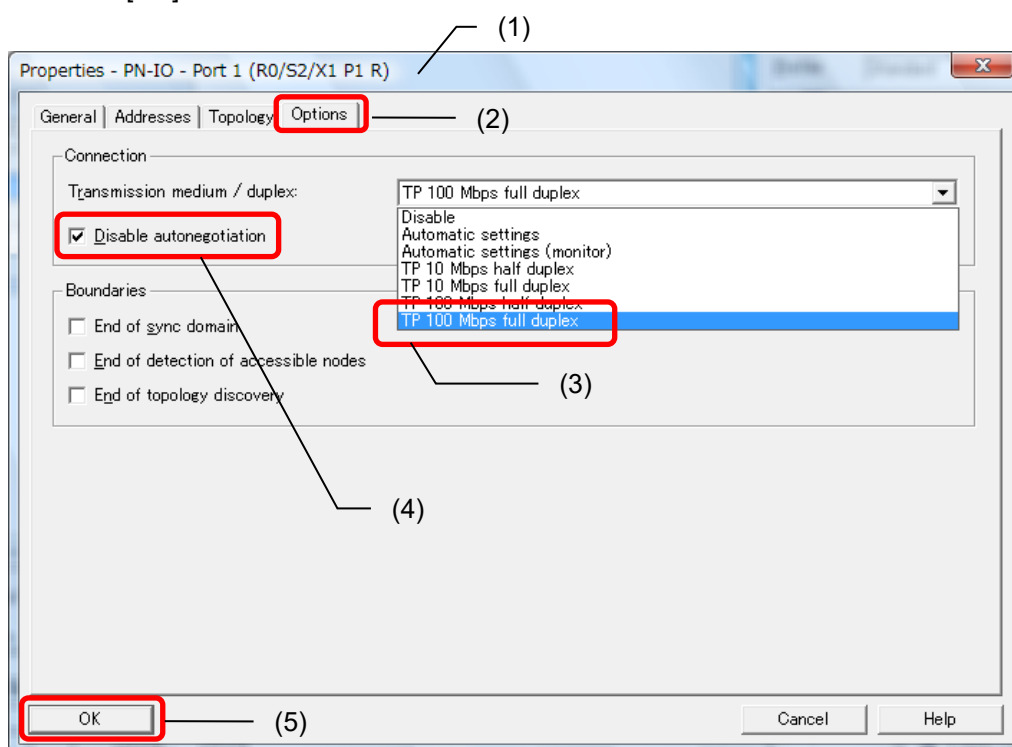 (1)
Properties - PN-IO - Port 1 (R0/S2/X1 P1 R)
General Addresses Topology Options
(2)
Connection
Transmission medium / duplex:
TP 100 Mbps full duplex
Disable
Automatic settings
Automatic settings (monitor)
TP 10 Mbps half duplex
TP 10 Mbps full duplex
TP 100 Mbps half duplex
TP 100 Mbps full duplex
Disable autonegotiation
Boundaries
End of sync domain
End of detection of accessible nodes
End of topology discovery
(3)
(4)
OK
(5)
Cancel
Help